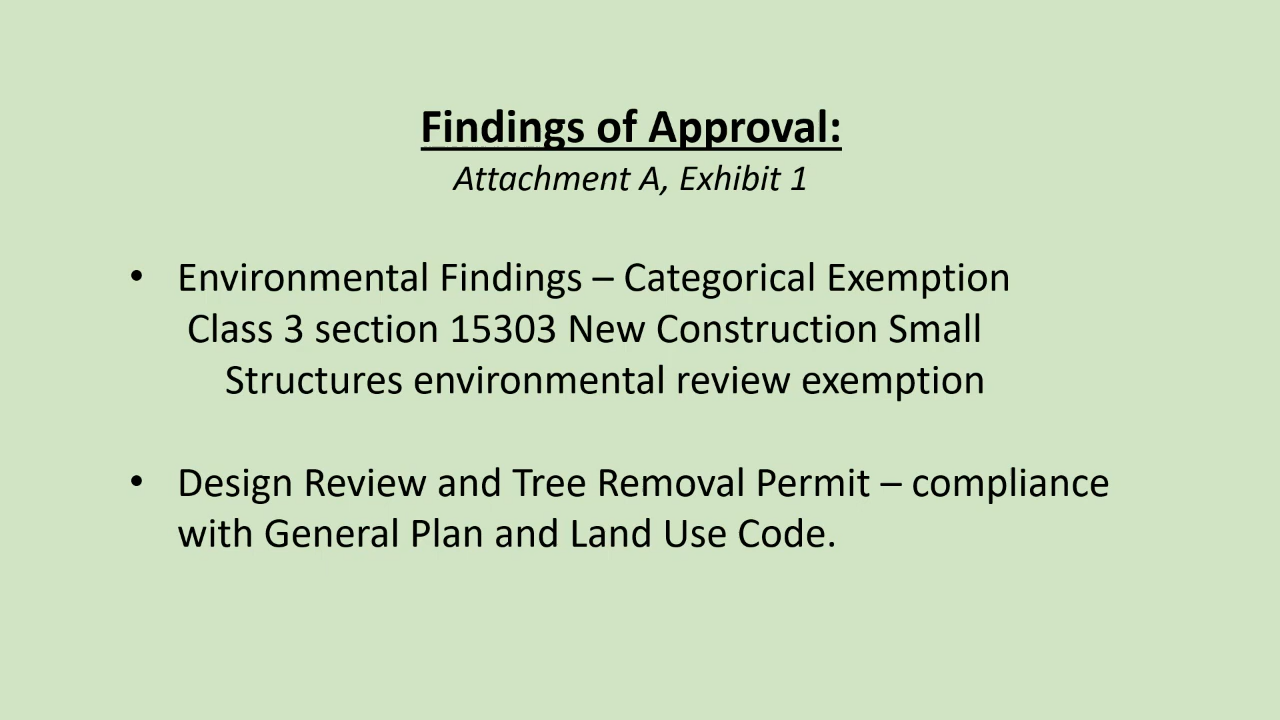 Findings of Approval:
Attachment A, Exhibit 1
• Environmental Findings – Categorical Exemption
Class 3 section 15303 New Construction Small
Structures environmental review exemption
• Design Review and Tree Removal Permit – compliance
with General Plan and Land Use Code.